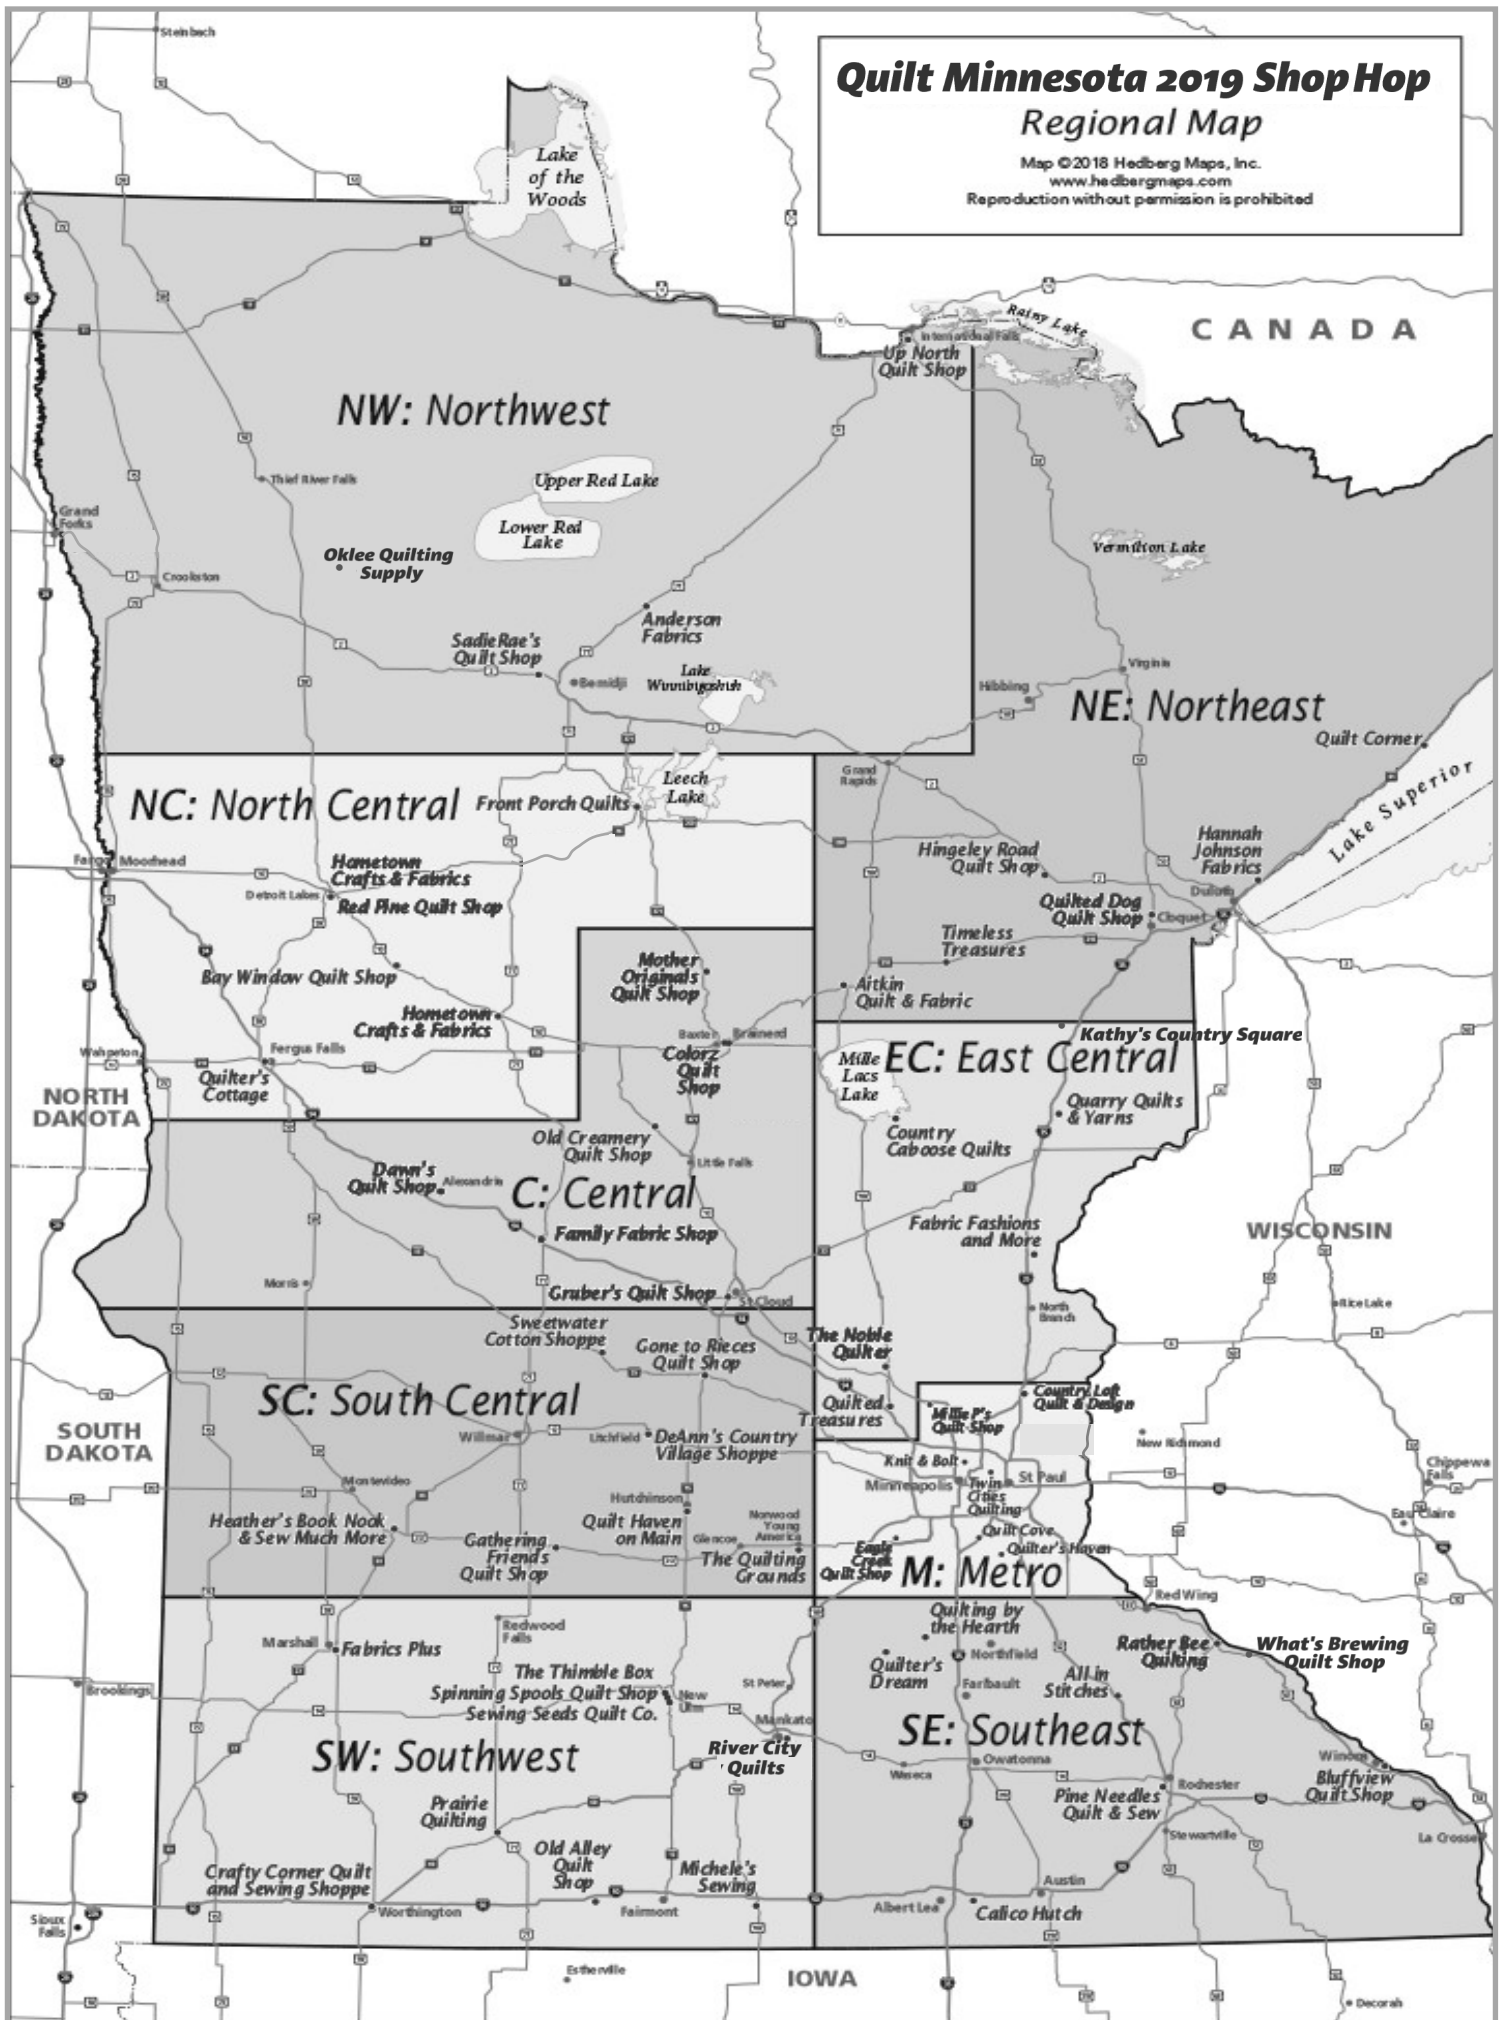 Steinbach
Quilt Minnesota 2019 Shop Hop
Regional Map
Map ©2018 Hedberg Maps, Inc.
www.hedbergmaps.com
Reproduction without permission is prohibited
Lake
of the
Woods
Rainy Lake
CANADA
International Falls
Up North
Quilt Shop
NW: Northwest
Upper Red Lake
Thief River Falls
Grand
Forks
Lower Red
Lake
Vermilion Lake
Oklee Quilting
Supply
Crookston
Anderson
Fabrics
SadieRae's
Quilt Shop
Bemidji
Lake
Winnibigoshish
Virginia
Hibbing
NE: Northeast
Quilt Corner
Grand
Rapids
Leech
Lake
Lake Superior
NC: North Central
Front Porch Quilts
Hannah
Johnson
Fabrics
Hingeley Road
Quilt Shop
Fargo
Moorhead
Hometown
Crafts & Fabrics
Detroit Lakes
Red Pine Quilt Shop
Duluth
Quilted Dog
Quilt Shop
Cloquet
Timeless
Treasures
Mother
Originals
Quilt Shop
Bay Window Quilt Shop
Aitkin
Quilt & Fabric
Hometown
Crafts & Fabrics
Baxter
Brainerd
Kathy's Country Square
Wahpeton
Fergus Falls
Colorz
Quilt
Shop
Mille
Lacs
Lake
EC: East Central
Quilter's
Cottage
NORTH
DAKOTA
Quarry Quilts
& Yarns
Country
Caboose Quilts
Old Creamery
Quilt Shop
Little Falls
Dawn's
Quilt Shop
Alexandria
C: Central
Family Fabric Shop
Fabric Fashions
and More
WISCONSIN
Morris
Gruber's Quilt Shop
St Cloud
North
Branch
Rice Lake
Sweetwater
Cotton Shoppe
Gone to Pieces
Quilt Shop
The Noble
Quilter
SC: South Central
Quilted
Treasures
Country Loft
Quilt & Design
Millie P's
Quilt Shop
SOUTH
DAKOTA
Willmar
Litchfield
DeAnn's Country
Village Shoppe
New Richmond
Knit & Bolt
Chippewa
Falls
Montevideo
Minneapolis
St Paul
Twin
Cities
Quilting
Hutchinson
Heather's Book Nook
& Sew Much More
Quilt Haven
on Main
Norwood
Young
America
Glencoe
Eau Claire
Quilt Cove
Gathering
Friends
Quilt Shop
The Quilting
Grounds
Eagle
Creek
Quilt Shop
Quilter's Haven
M: Metro
Red Wing
Quilting by
the Hearth
Redwood
Falls
Marshall
Fabrics Plus
Northfield
Rather Bee
Quilting
What's Brewing
Quilt Shop
Quilter's
Dream
Faribault
All in
Stitches
The Thimble Box
Spinning Spools Quilt Shop
Sewing Seeds Quilt Co.
New
Ulm
St Peter
Brookings
Mankato
SE: Southeast
SW: Southwest
River City
Quilts
Owatonna
Waseca
Winona
Bluffview
Quilt Shop
Rochester
Pine Needles
Quilt & Sew
Prairie
Quilting
Stewartville
La Crosse
Old Alley
Quilt
Shop
Crafty Corner Quilt
and Sewing Shoppe
Michele's
Sewing
Austin
Worthington
Fairmont
Albert Lea
Calico Hutch
Sioux
Falls
Estherville
IOWA
Decorah